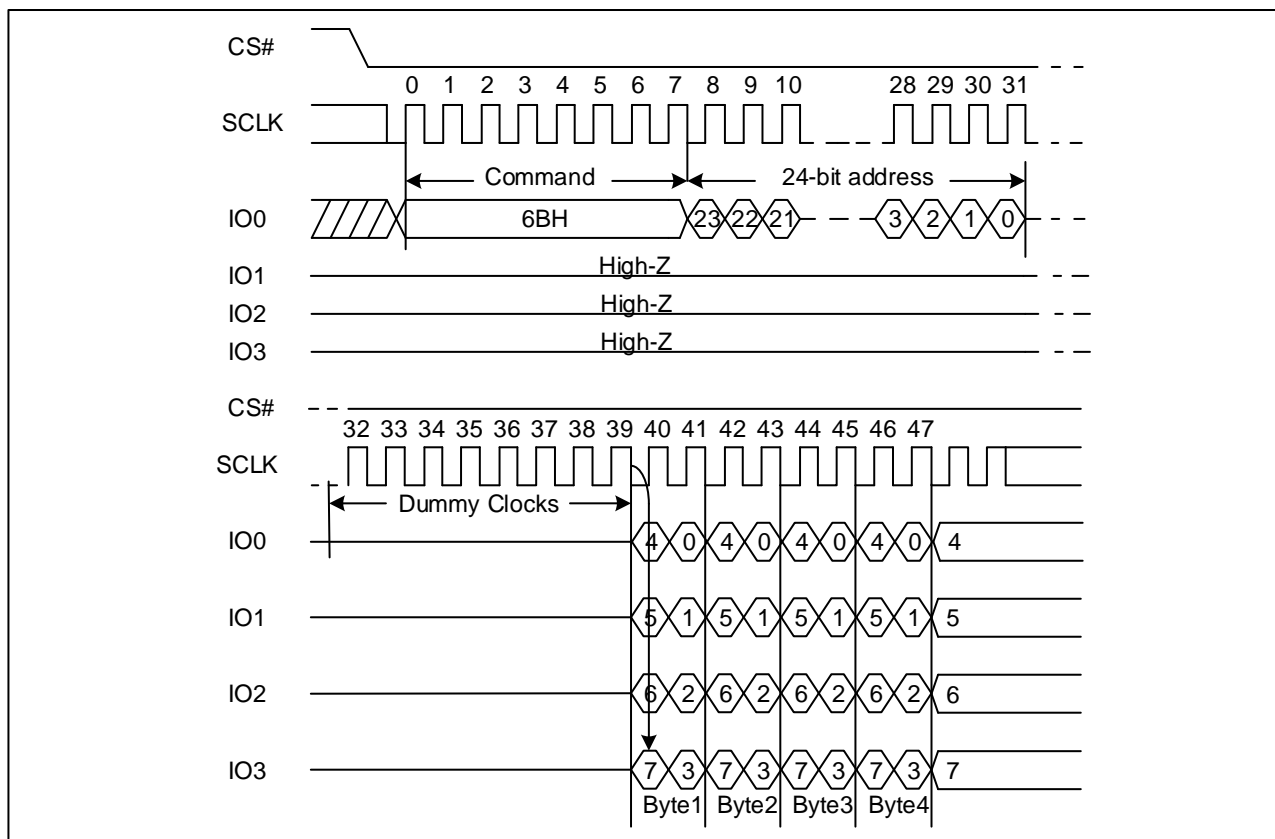 CS#
0 1 2 3 4 5 6 7 8 9 10 28 29 30 31
SCLK
Command 24-bit address
IO0 6BH 23 22 21 3 2 1 0
IO1 High-Z
IO2 High-Z
IO3 High-Z
CS#
32 33 34 35 36 37 38 39 40 41 42 43 44 45 46 47
SCLK
Dummy Clocks
IO0 4 0 4 0 4 0 4 0 4
IO1 5 1 5 1 5 1 5 1 5
IO2 6 2 6 2 6 2 6 2 6
IO3 7 3 7 3 7 3 7 3 7
Byte1 Byte2 Byte3 Byte4